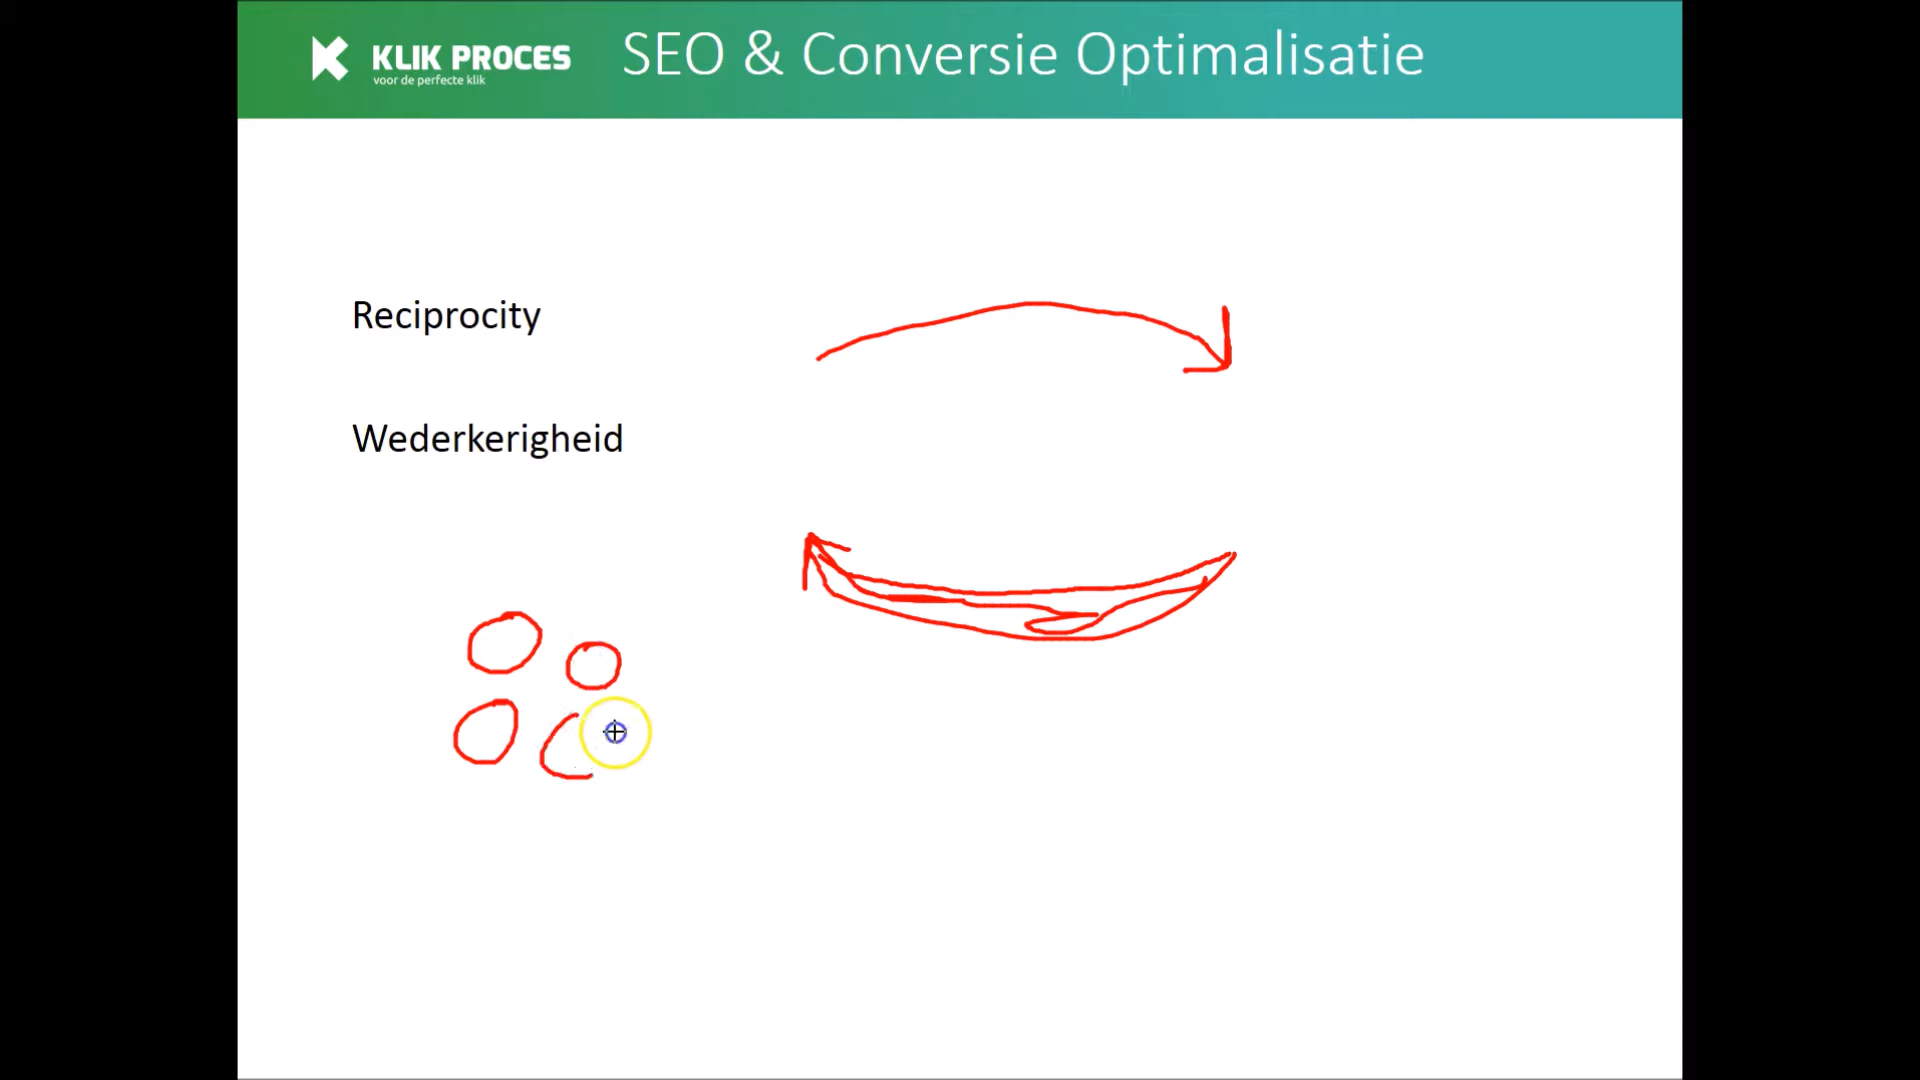 KLIK PROCES
voor de perfecte klik
SEO & Conversie Optimalisatie
Reciprocity
Wederkerigheid